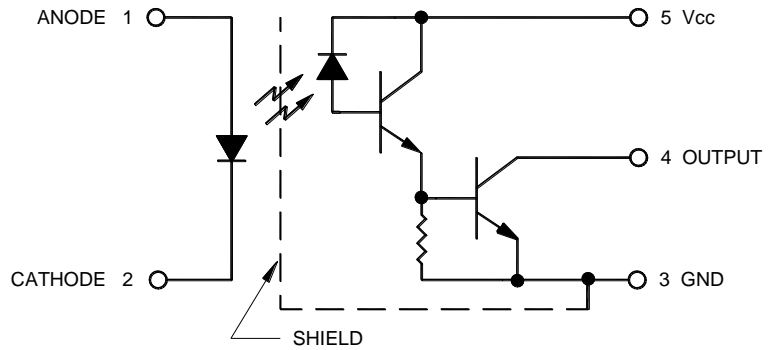 ANODE 1
5 Vcc
4 OUTPUT
CATHODE 2
3 GND
SHIELD